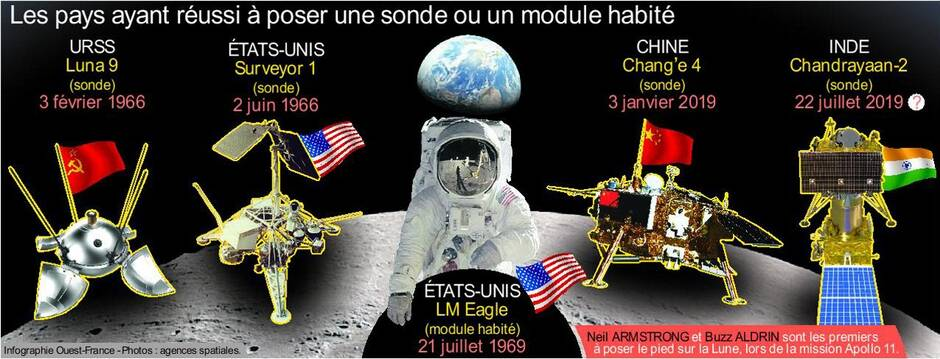 Les pays ayant réussi à poser une sonde ou un module habité
URSS
Luna 9
(sonde)
3 février 1966
ÉTATS-UNIS
Surveyor 1
(sonde)
2 juin 1966
CHINE
Chang’e 4
(sonde)
3 janvier 2019
INDE
Chandrayaan-2
(sonde)
22 juillet 2019 ?
ÉTATS-UNIS
LM Eagle
(module habité)
21 juillet 1969
Neil ARMSTRONG et Buzz ALDRIN sont les premiers
à poser le pied sur la Lune, lors de la mission Apollo 11.
Infographie Ouest-France - Photos : agences spatiales.